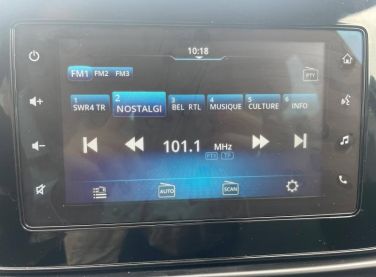 10:18
FM1 FM2 FM3
PTY
1 2 3 4 5 6
SWR4 TR NOSTALGI BEL RTL MUSIQUE CULTURE INFO
101.1 MHz
PTY TP
AUTO SCAN